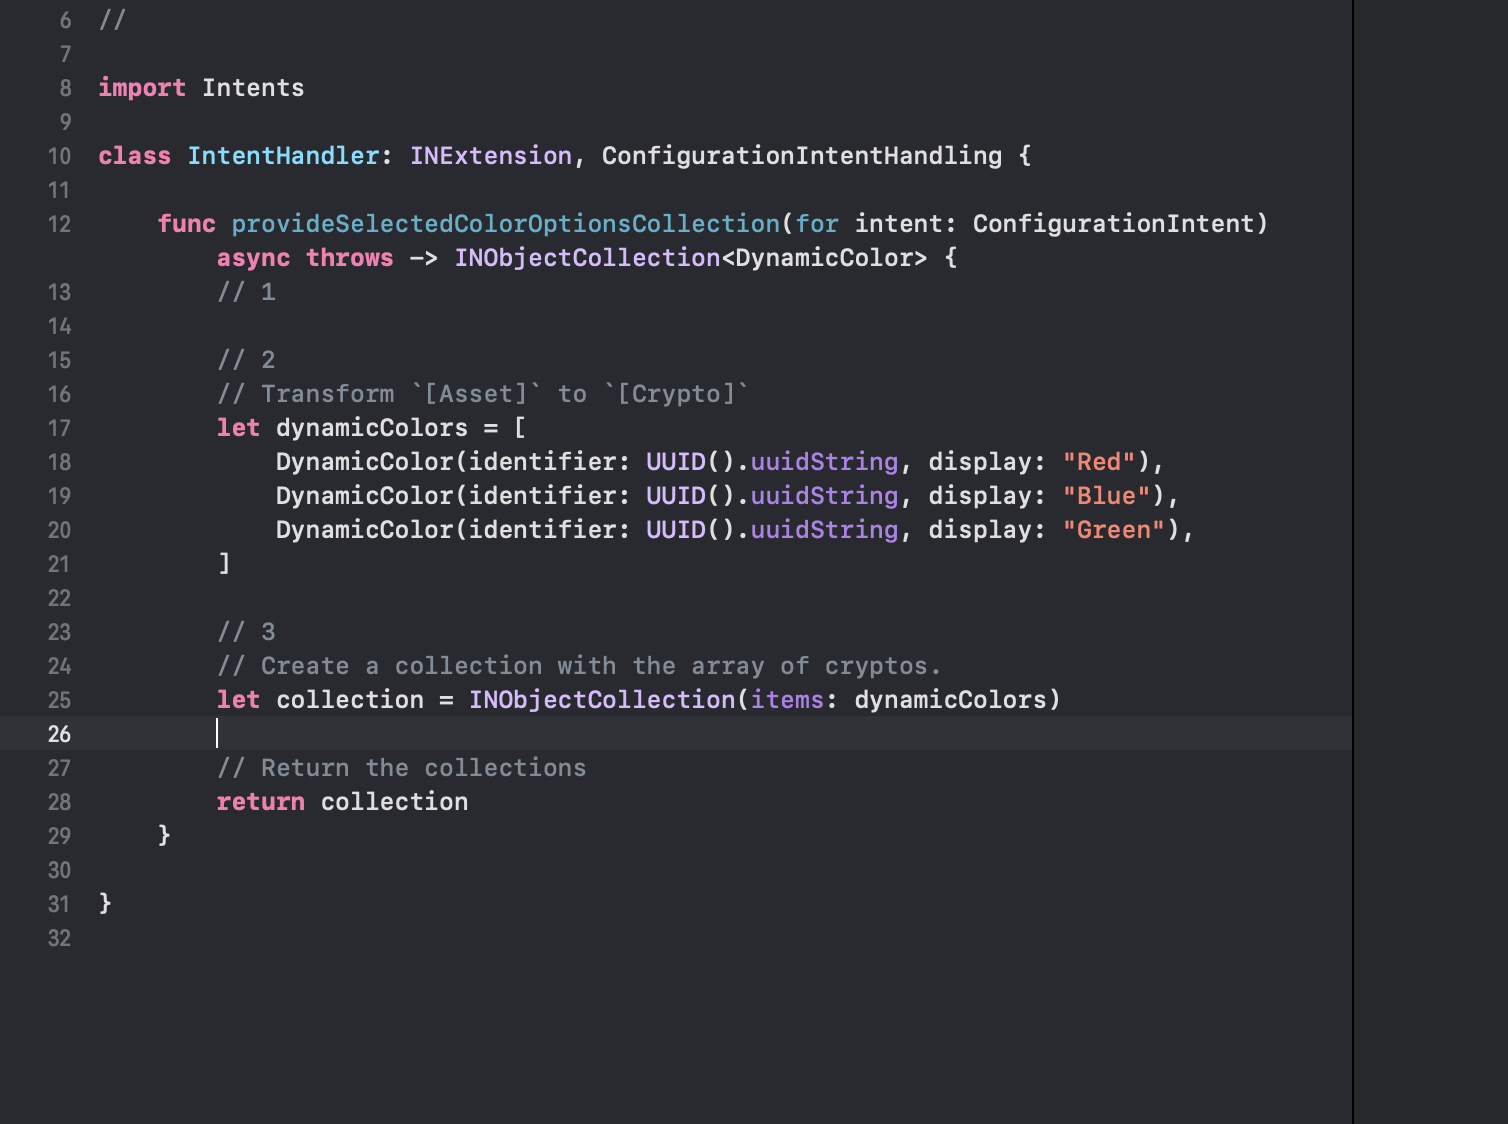 6 //
7
8 import Intents
9
10 class IntentHandler: INExtension, ConfigurationIntentHandling {
11
12     func provideSelectedColorOptionsCollection(for intent: ConfigurationIntent)
        async throws -> INObjectCollection<DynamicColor> {
13         // 1
14
15         // 2
16         // Transform `[Asset]` to `[Crypto]`
17         let dynamicColors = [
18             DynamicColor(identifier: UUID().uuidString, display: "Red"),
19             DynamicColor(identifier: UUID().uuidString, display: "Blue"),
20             DynamicColor(identifier: UUID().uuidString, display: "Green"),
21         ]
22
23         // 3
24         // Create a collection with the array of cryptos.
25         let collection = INObjectCollection(items: dynamicColors)
26
27         // Return the collections
28         return collection
29     }
30
31 }
32